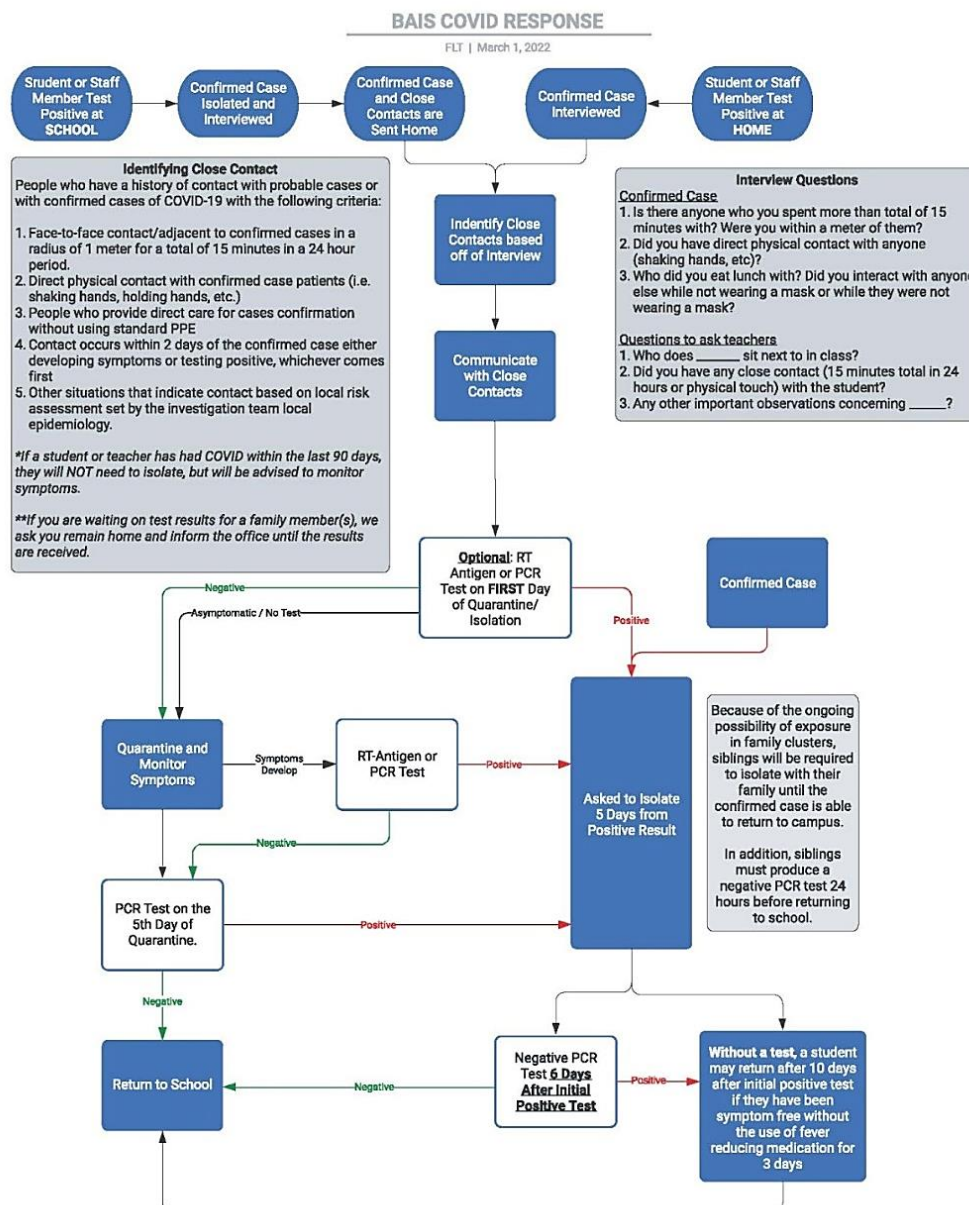 BAIS COVID RESPONSE
FLT | March 1, 2022
Srudent or Staff
Member Test
Positive at
SCHOOL
Confirmed Case
Isolated and
Interviewed
Confirmed Case
and Close
Contacts are
Sent Home
Confirmed Case
Interviewed
Student or Staff
Member Test
Positive at
HOME
Identifying Close Contact
People who have a history of contact with probable cases or
with confirmed cases of COVID-19 with the following criteria:
1. Face-to-face contact/adjacent to confirmed cases in a
radius of 1 meter for a total of 15 minutes in a 24 hour
period.
2. Direct physical contact with confirmed case patients (i.e.
shaking hands, holding hands, etc.)
3. People who provide direct care for cases confirmation
without using standard PPE
4. Contact occurs within 2 days of the confirmed case either
developing symptoms or testing positive, whichever comes
first
5. Other situations that indicate contact based on local risk
assessment set by the investigation team local
epidemiology.
*If a student or teacher has had COVID within the last 90 days,
they will NOT need to isolate, but will be advised to monitor
symptoms.
**If you are waiting on test results for a family member(s), we
ask you remain home and inform the office until the results
are received.
Indentify Close
Contacts based
off of Interview
Communicate
with Close
Contacts
Interview Questions
Confirmed Case
1. Is there anyone who you spent more than total of 15
minutes with? Were you within a meter of them?
2. Did you have direct physical contact with anyone
(shaking hands, etc)?
3. Who did you eat lunch with? Did you interact with anyone
else while not wearing a mask or while they were not
wearing a mask?
Questions to ask teachers
1. Who does ______ sit next to in class?
2. Did you have any close contact (15 minutes total in 24
hours or physical touch) with the student?
3. Any other important observations concerning _____?
Optional: RT
Antigen or PCR
Test on FIRST Day
of Quarantine/
Isolation
Negative
Asymptomatic / No Test
Positive
Confirmed Case
Quarantine and
Monitor
Symptoms
Symptoms
Develop
RT-Antigen or
PCR Test
Positive
Negative
Asked to Isolate
5 Days from
Positive Result
Because of the ongoing
possibility of exposure
in family clusters,
siblings will be required
to isolate with their
family until the
confirmed case is able
to return to campus.
In addition, siblings
must produce a
negative PCR test 24
hours before returning
to school.
PCR Test on the
5th Day of
Quarantine.
Positive
Negative
Return to School
Negative
Negative PCR
Test 6 Days
After Initial
Positive Test
Positive
Without a test, a student
may return after 10 days
after initial positive test
if they have been
symptom free without
the use of fever
reducing medication for
3 days